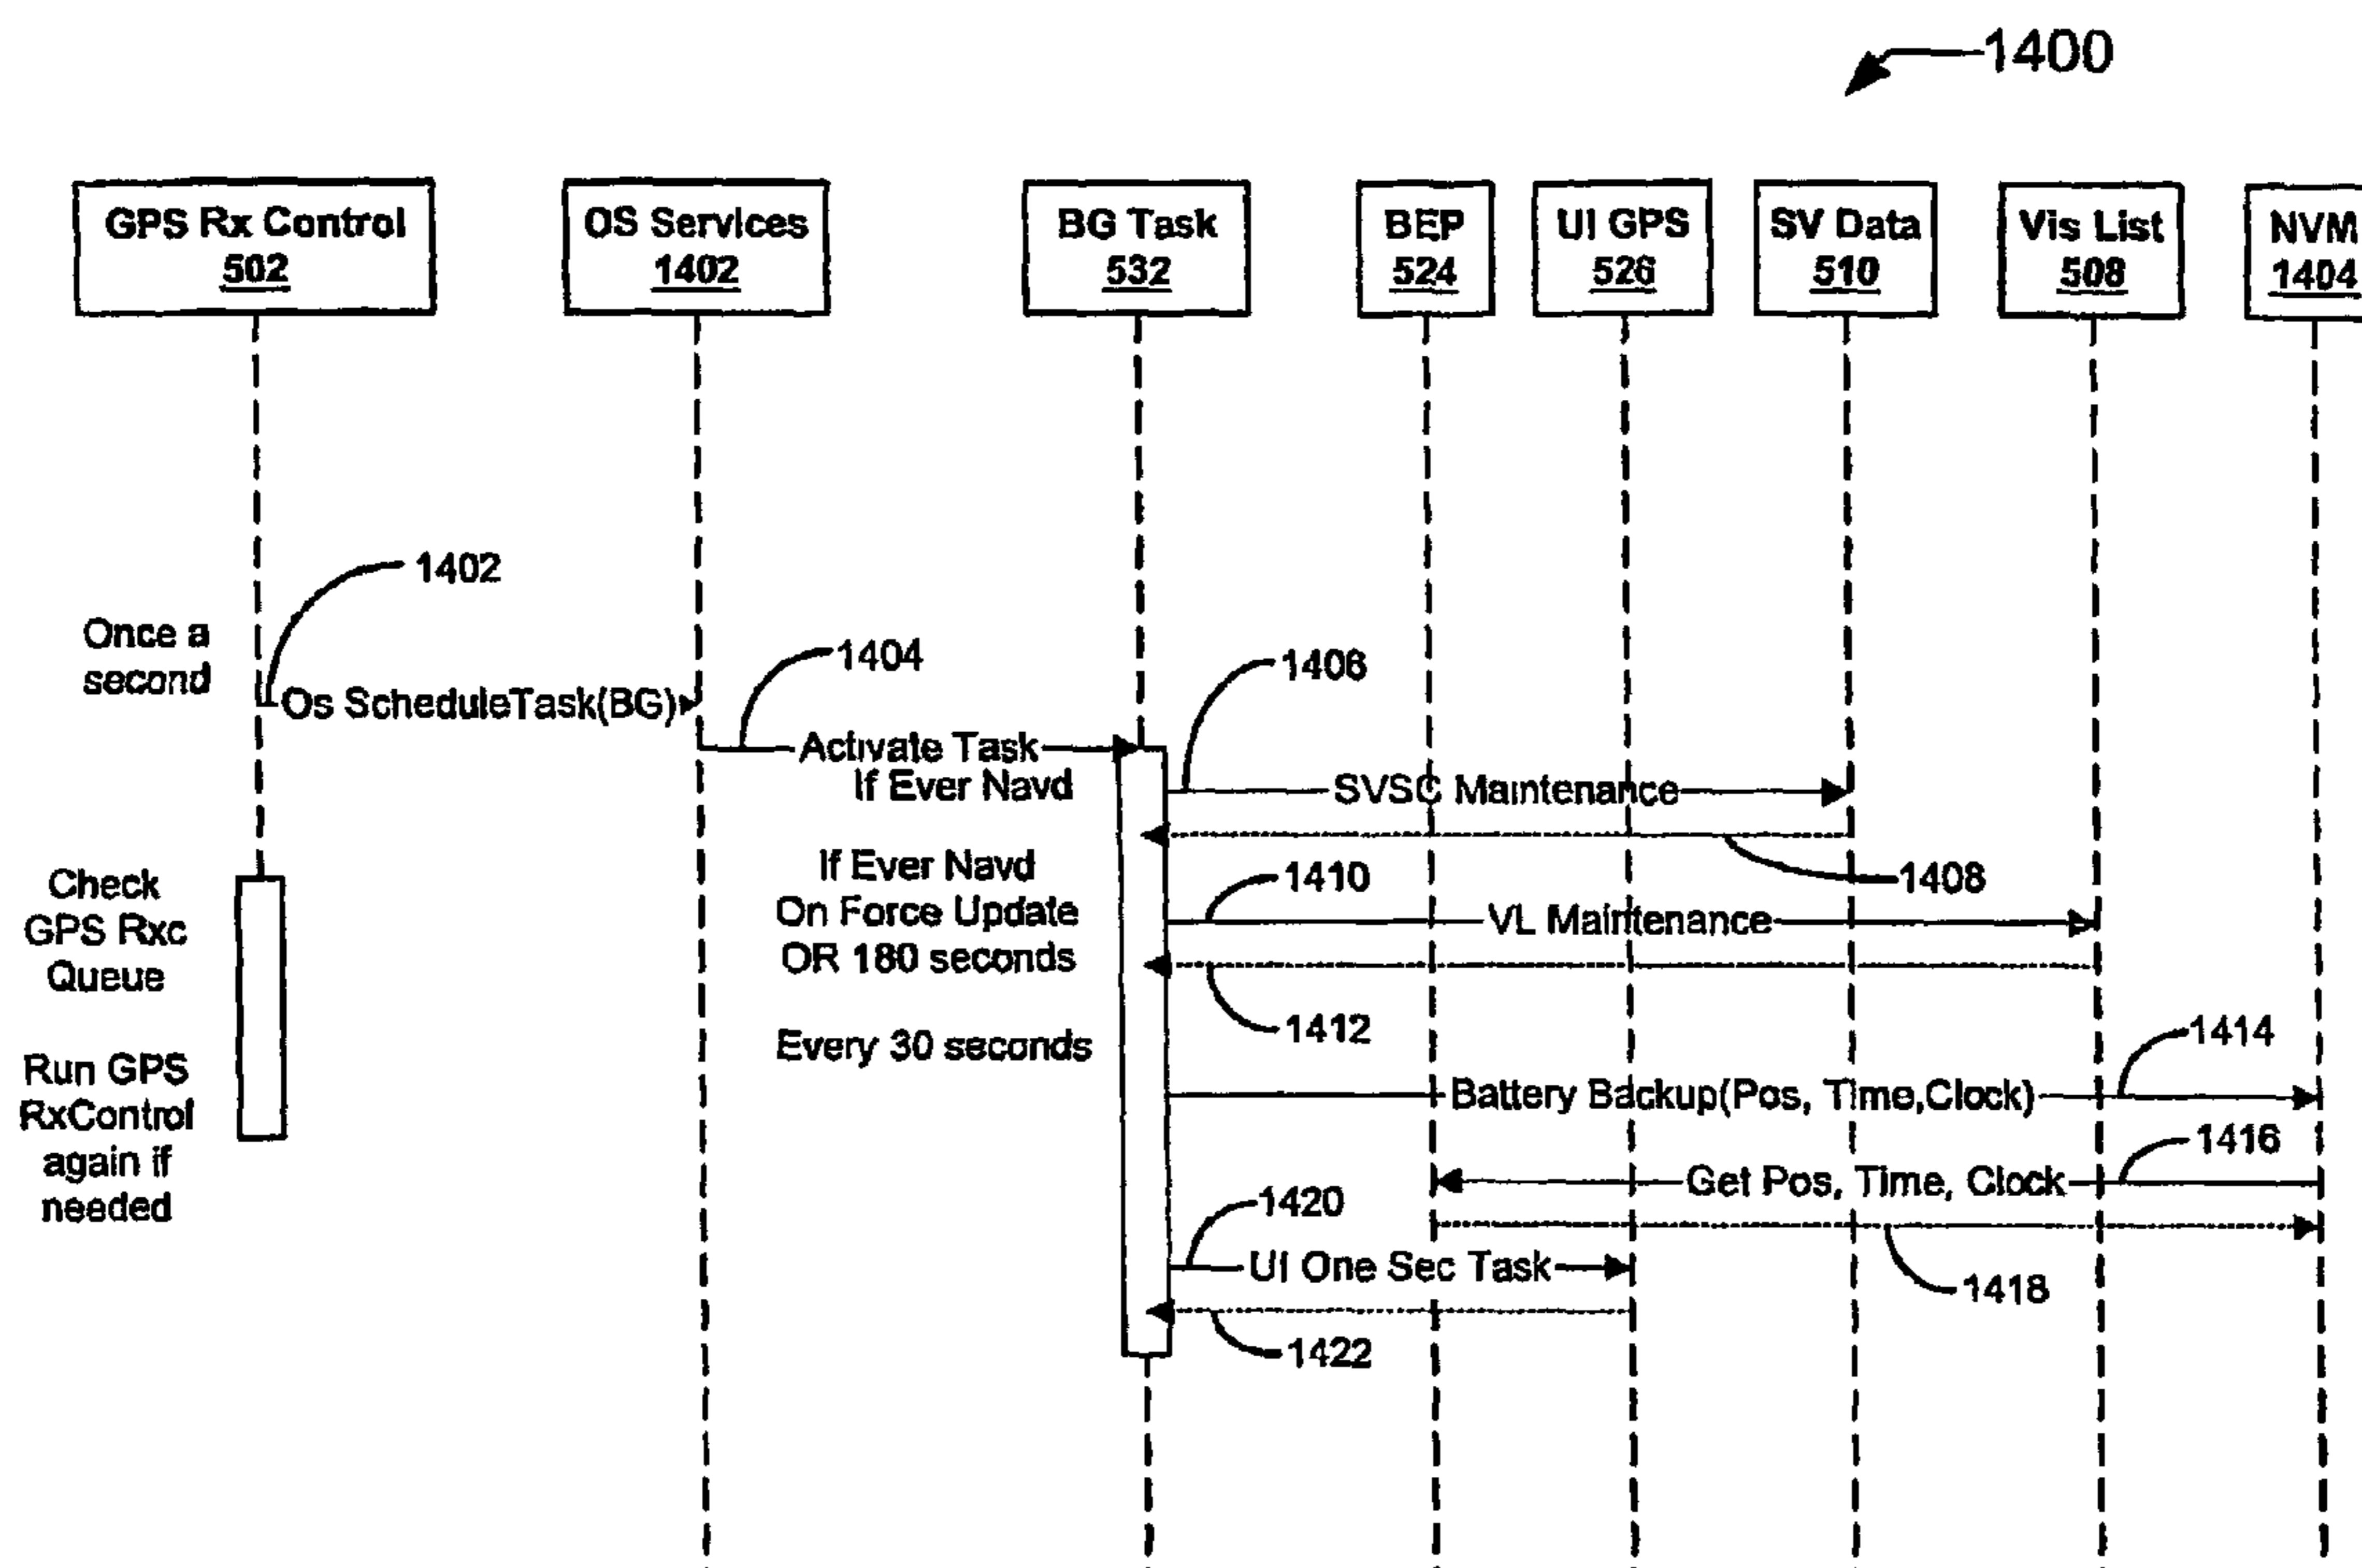 1400
GPS Rx Control
502
OS Services
1402
BG Task
532
BEP
524
UI GPS
526
SV Data
510
Vis List
508
NVM
1404
1402
Once a
second
Os ScheduleTask(BG)
1404
Activate Task
If Ever Navd
1406
SVSC Maintenance
1408
If Ever Navd
On Force Update
OR 180 seconds
1410
VL Maintenance
1412
Check
GPS Rxc
Queue
Every 30 seconds
1414
Battery Backup(Pos, Time,Clock)
Run GPS
RxControl
again if
needed
1416
Get Pos, Time, Clock
1418
1420
UI One Sec Task
1422